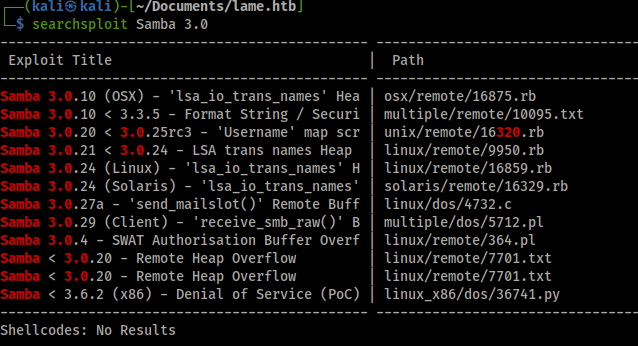 ┌──(kali㉿kali)-[~/Documents/lame.htb]
└─$ searchsploit Samba 3.0
---------------------------------------------- ---------------------------------
 Exploit Title | Path
---------------------------------------------- ---------------------------------
Samba 3.0.10 (OSX) - 'lsa_io_trans_names' Hea | osx/remote/16875.rb
Samba 3.0.10 < 3.3.5 - Format String / Securi | multiple/remote/10095.txt
Samba 3.0.20 < 3.0.25rc3 - 'Username' map scr | unix/remote/16320.rb
Samba 3.0.21 < 3.0.24 - LSA trans names Heap | linux/remote/9950.rb
Samba 3.0.24 (Linux) - 'lsa_io_trans_names' H | linux/remote/16859.rb
Samba 3.0.24 (Solaris) - 'lsa_io_trans_names' | solaris/remote/16329.rb
Samba 3.0.27a - 'send_mailslot()' Remote Buff | linux/dos/4732.c
Samba 3.0.29 (Client) - 'receive_smb_raw()' B | multiple/dos/5712.pl
Samba 3.0.4 - SWAT Authorisation Buffer Overf | linux/remote/364.pl
Samba < 3.0.20 - Remote Heap Overflow | linux/remote/7701.txt
Samba < 3.0.20 - Remote Heap Overflow | linux/remote/7701.txt
Samba < 3.6.2 (x86) - Denial of Service (PoC) | linux_x86/dos/36741.py
---------------------------------------------- ---------------------------------
Shellcodes: No Results